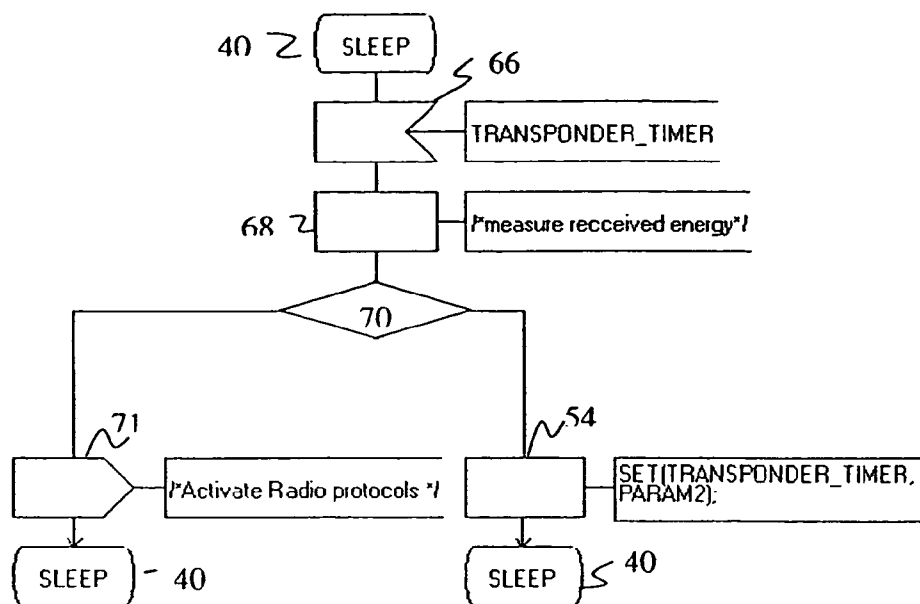 40 SLEEP
66
TRANSPONDER_TIMER
68
/*measure recceived energy*/
70
71
54
/*Activate Radio protocols */
SET(TRANSPONDER_TIMER,
PARAM2);
SLEEP 40
SLEEP 40